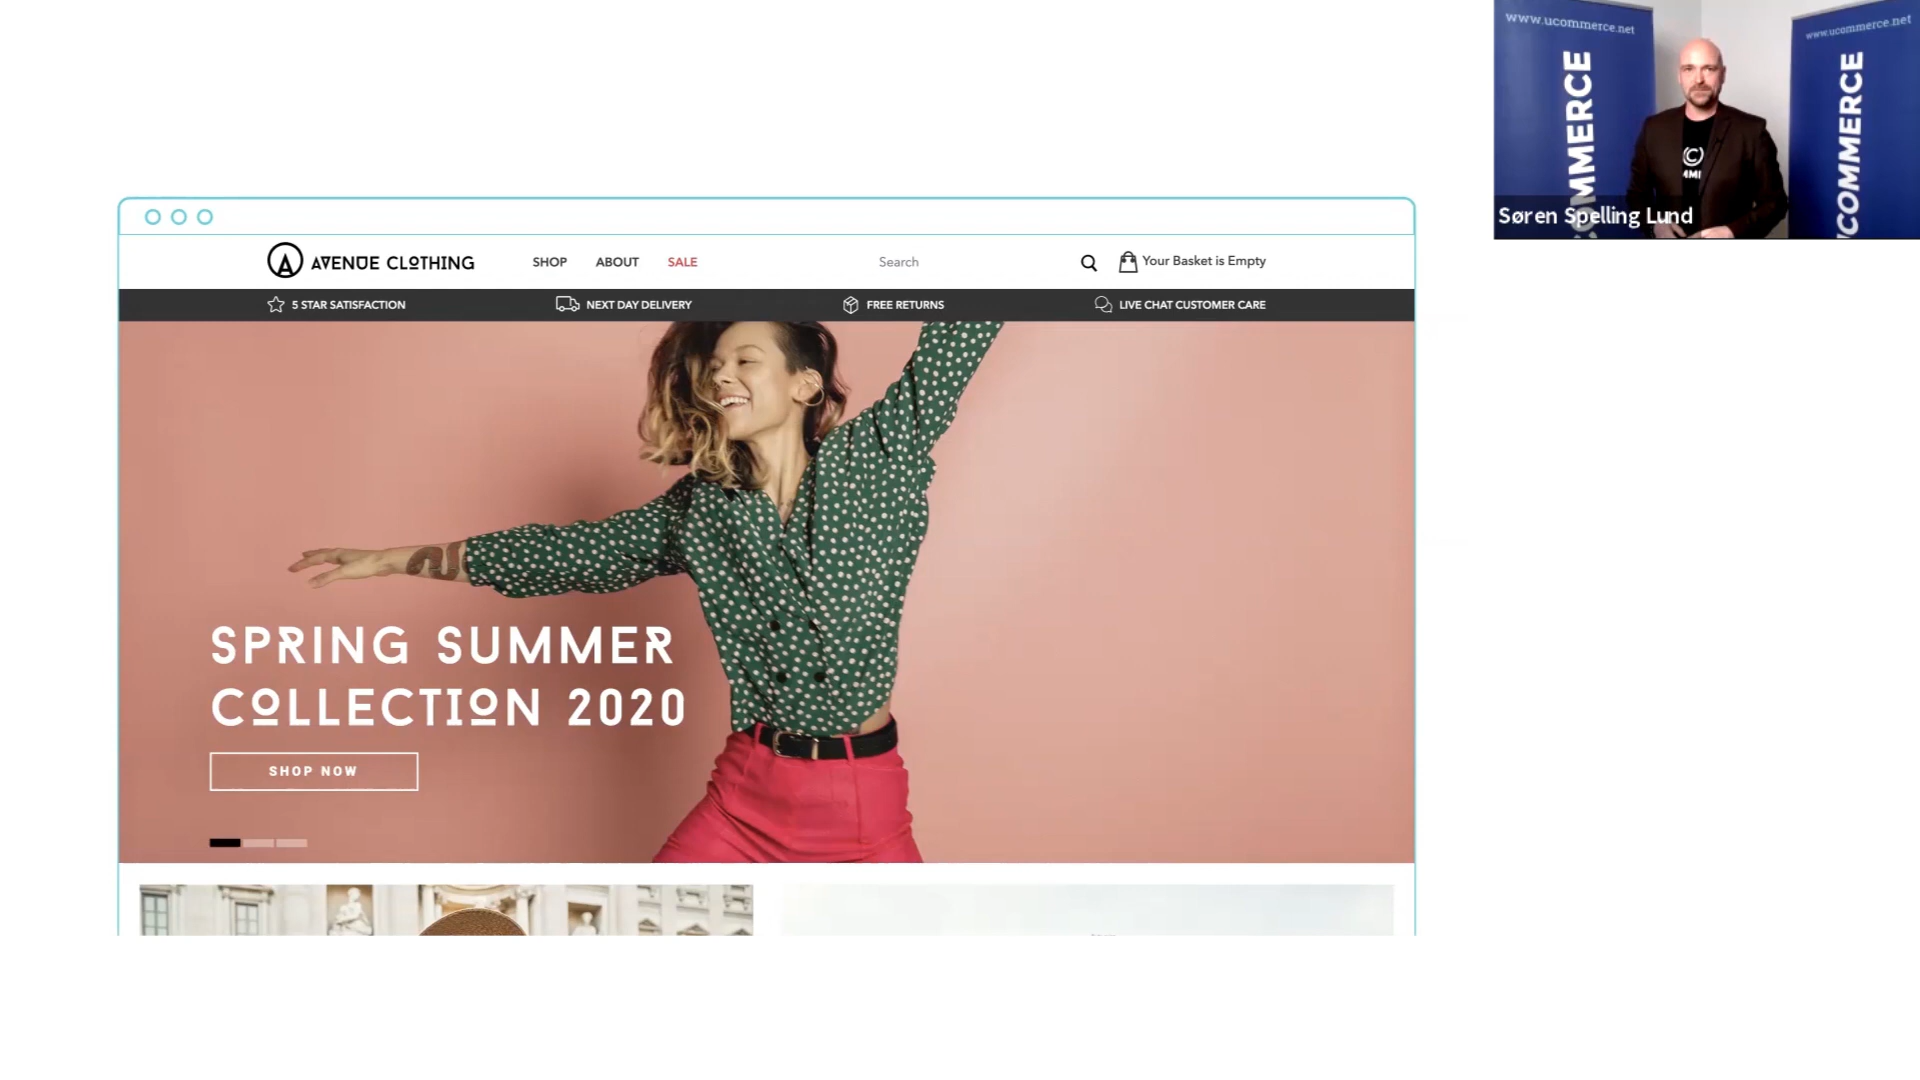 www.ucommerce.net
www.ucommerce.net
COMMERCE
UCOMMERCE
(C)
MM
Søren Spelling Lund
AVENUE CLOTHING
SHOP
ABOUT
SALE
Search
Your Basket is Empty
5 STAR SATISFACTION
NEXT DAY DELIVERY
FREE RETURNS
LIVE CHAT CUSTOMER CARE
SPRING SUMMER
COLLECTION 2020
SHOP NOW